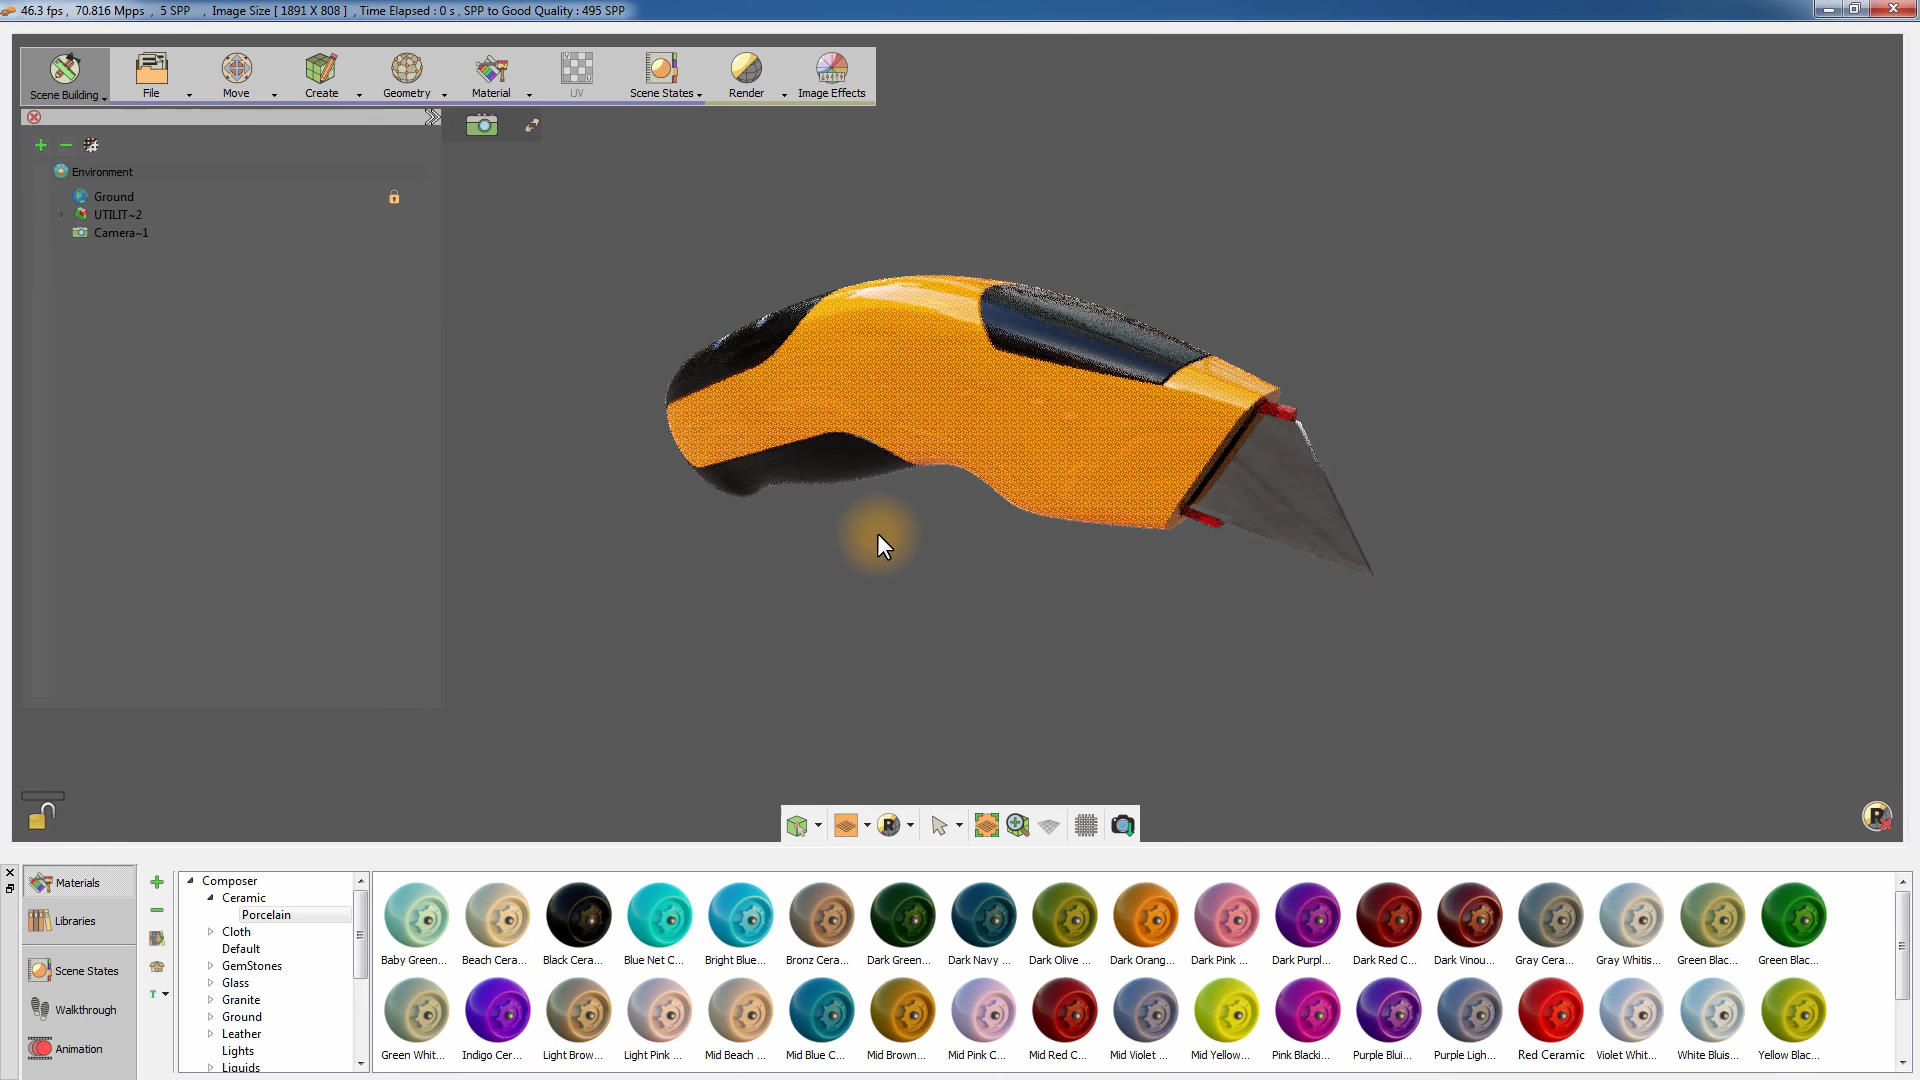 46.3 fps , 70.816 Mpps , 5 SPP , Image Size [ 1891 X 808 ] , Time Elapsed : 0 s , SPP to Good Quality : 495 SPP
Scene Building File Move Create Geometry Material UV Scene States Render Image Effects
Environment
Ground
UTILIT~2
Camera~1
R
R
Materials
Libraries
Scene States
Walkthrough
Animation
T
Composer
Ceramic
Porcelain
Cloth
Default
GemStones
Glass
Granite
Ground
Leather
Lights
Liquids
Baby Green... Beach Cera... Black Cera... Blue Net C... Bright Blue... Bronz Cera... Dark Green... Dark Navy ... Dark Olive ... Dark Orang... Dark Pink ... Dark Purpl... Dark Red C... Dark Vinou... Gray Cera... Gray Whitis... Green Blac... Green Blac...
Green Whit... Indigo Cer... Light Brow... Light Pink ... Mid Beach ... Mid Blue C... Mid Brown... Mid Pink C... Mid Red C... Mid Violet ... Mid Yellow... Pink Blacki... Purple Blui... Purple Ligh... Red Ceramic Violet Whit... White Bluis... Yellow Blac...